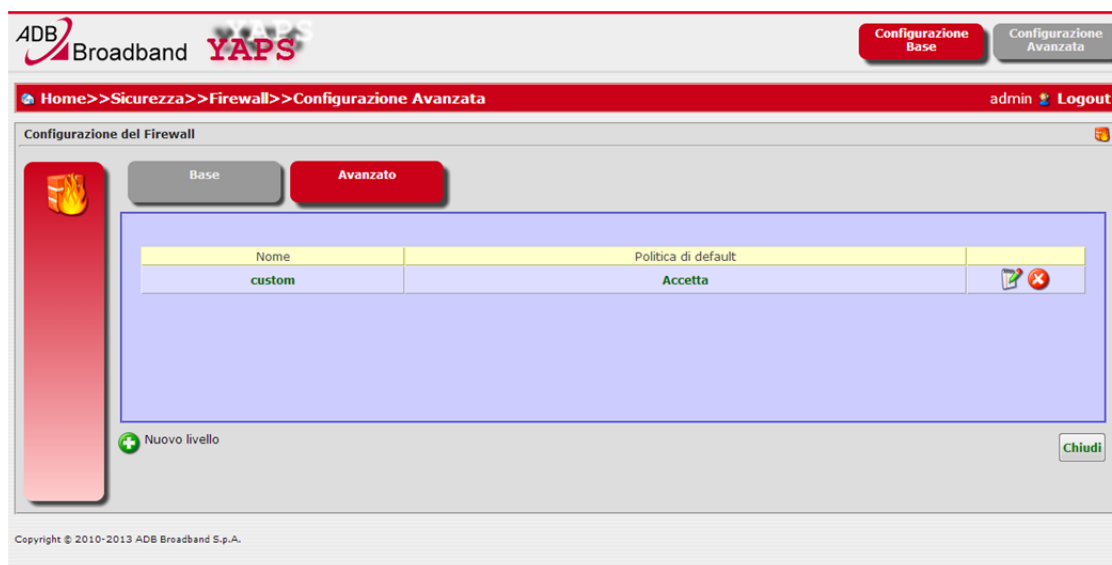 ADB
Broadband YAPS
Configurazione Base
Configurazione Avanzata
Home>>Sicurezza>>Firewall>>Configurazione Avanzata admin Logout
Configurazione del Firewall
Base Avanzato
Nome Politica di default
custom Accetta
Nuovo livello
Chiudi
Copyright © 2010-2013 ADB Broadband S.p.A.